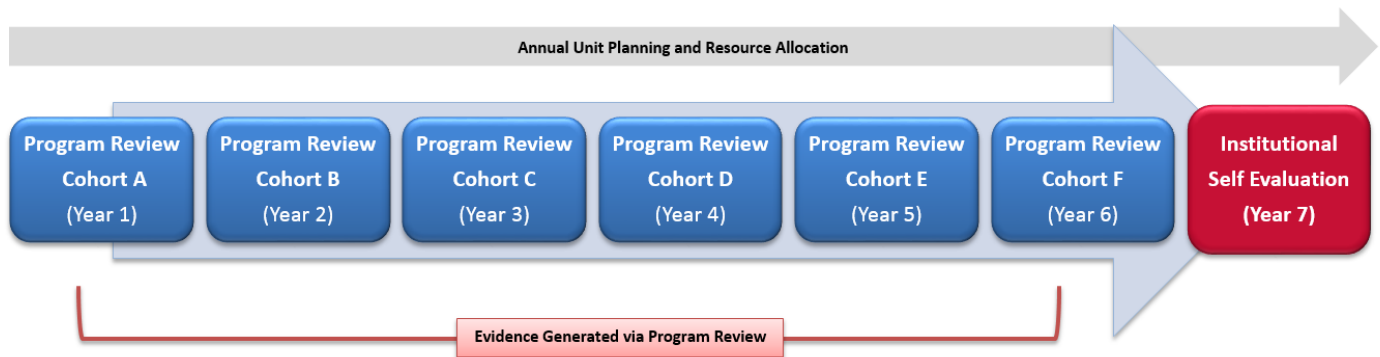 Annual Unit Planning and Resource Allocation
Program Review
Cohort A
(Year 1)
Program Review
Cohort B
(Year 2)
Program Review
Cohort C
(Year 3)
Program Review
Cohort D
(Year 4)
Program Review
Cohort E
(Year 5)
Program Review
Cohort F
(Year 6)
Institutional
Self Evaluation
(Year 7)
Evidence Generated via Program Review